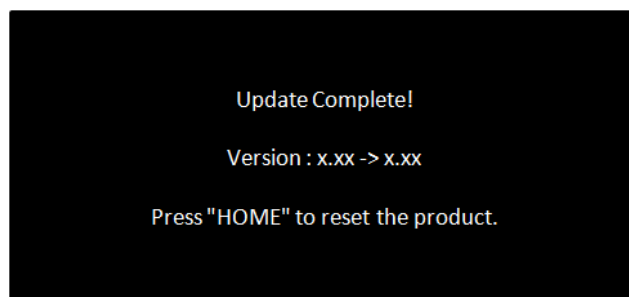 Update Complete!
Version : x.xx -> x.xx
Press "HOME" to reset the product.